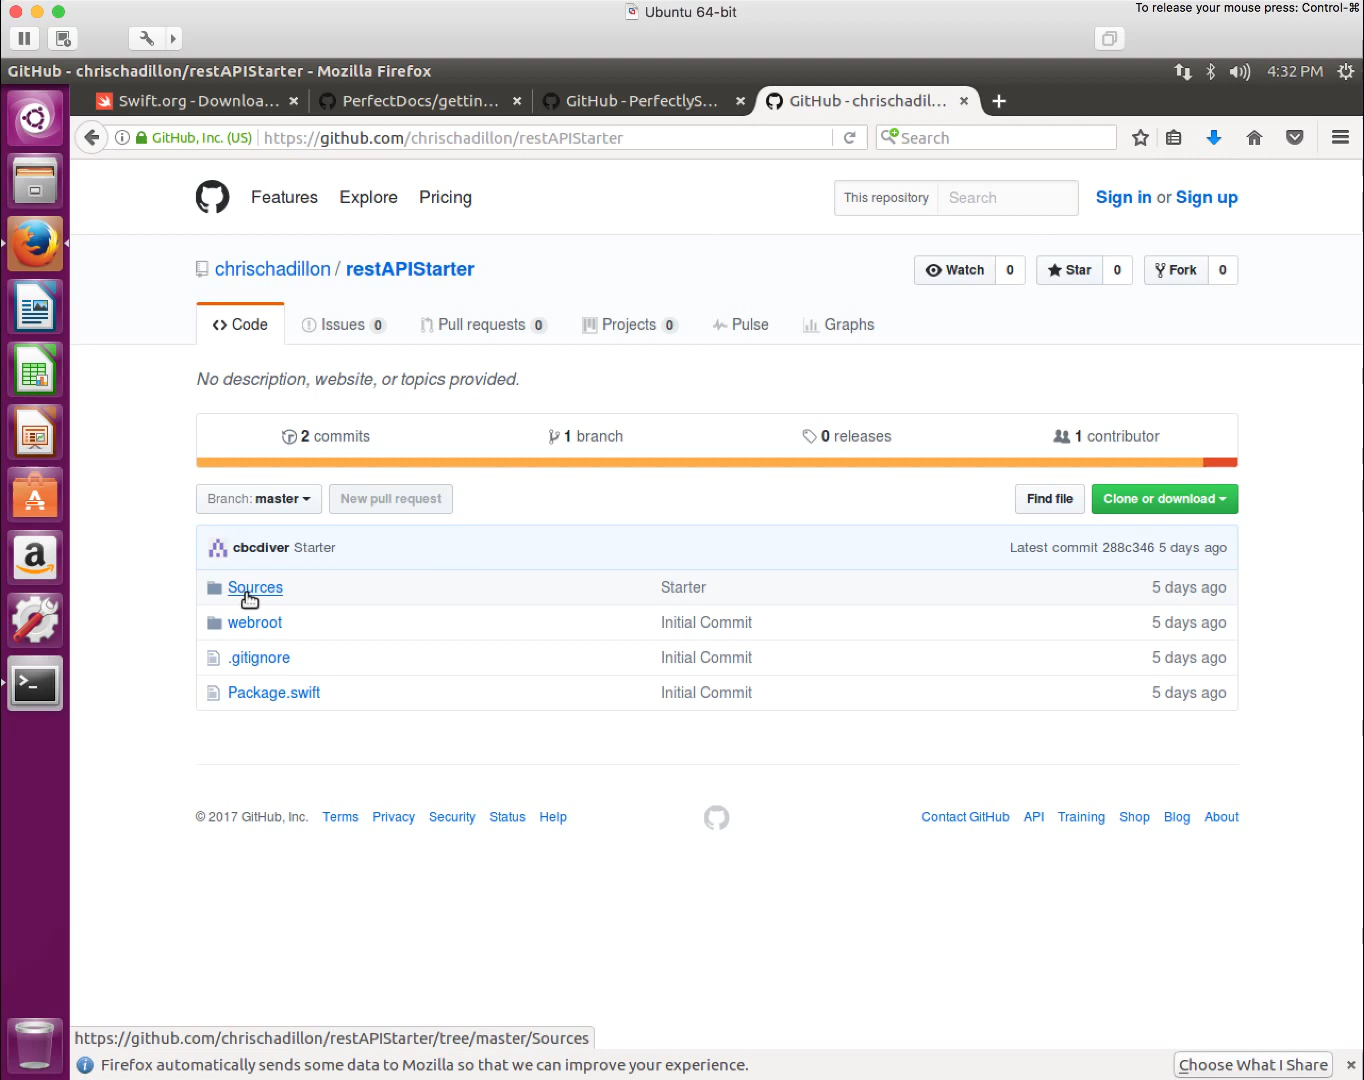 Ubuntu 64-bit
To release your mouse press: Control-⌘
GitHub - chrischadillon/restAPIStarter - Mozilla Firefox
4:32 PM
Swift.org - Downloa...
PerfectDocs/gettin...
GitHub - PerfectlyS...
GitHub - chrischadil...
GitHub, Inc. (US)
https://github.com/chrischadillon/restAPIStarter
Search
Features
Explore
Pricing
This repository
Search
Sign in or Sign up
chrischadillon / restAPIStarter
Watch 0
Star 0
Fork 0
Code
Issues 0
Pull requests 0
Projects 0
Pulse
Graphs
No description, website, or topics provided.
2 commits
1 branch
0 releases
1 contributor
Branch: master
New pull request
Find file
Clone or download
cbcdiver Starter
Latest commit 288c346 5 days ago
Sources Starter 5 days ago
webroot Initial Commit 5 days ago
.gitignore Initial Commit 5 days ago
Package.swift Initial Commit 5 days ago
© 2017 GitHub, Inc. Terms Privacy Security Status Help
Contact GitHub API Training Shop Blog About
https://github.com/chrischadillon/restAPIStarter/tree/master/Sources
Firefox automatically sends some data to Mozilla so that we can improve your experience.
Choose What I Share